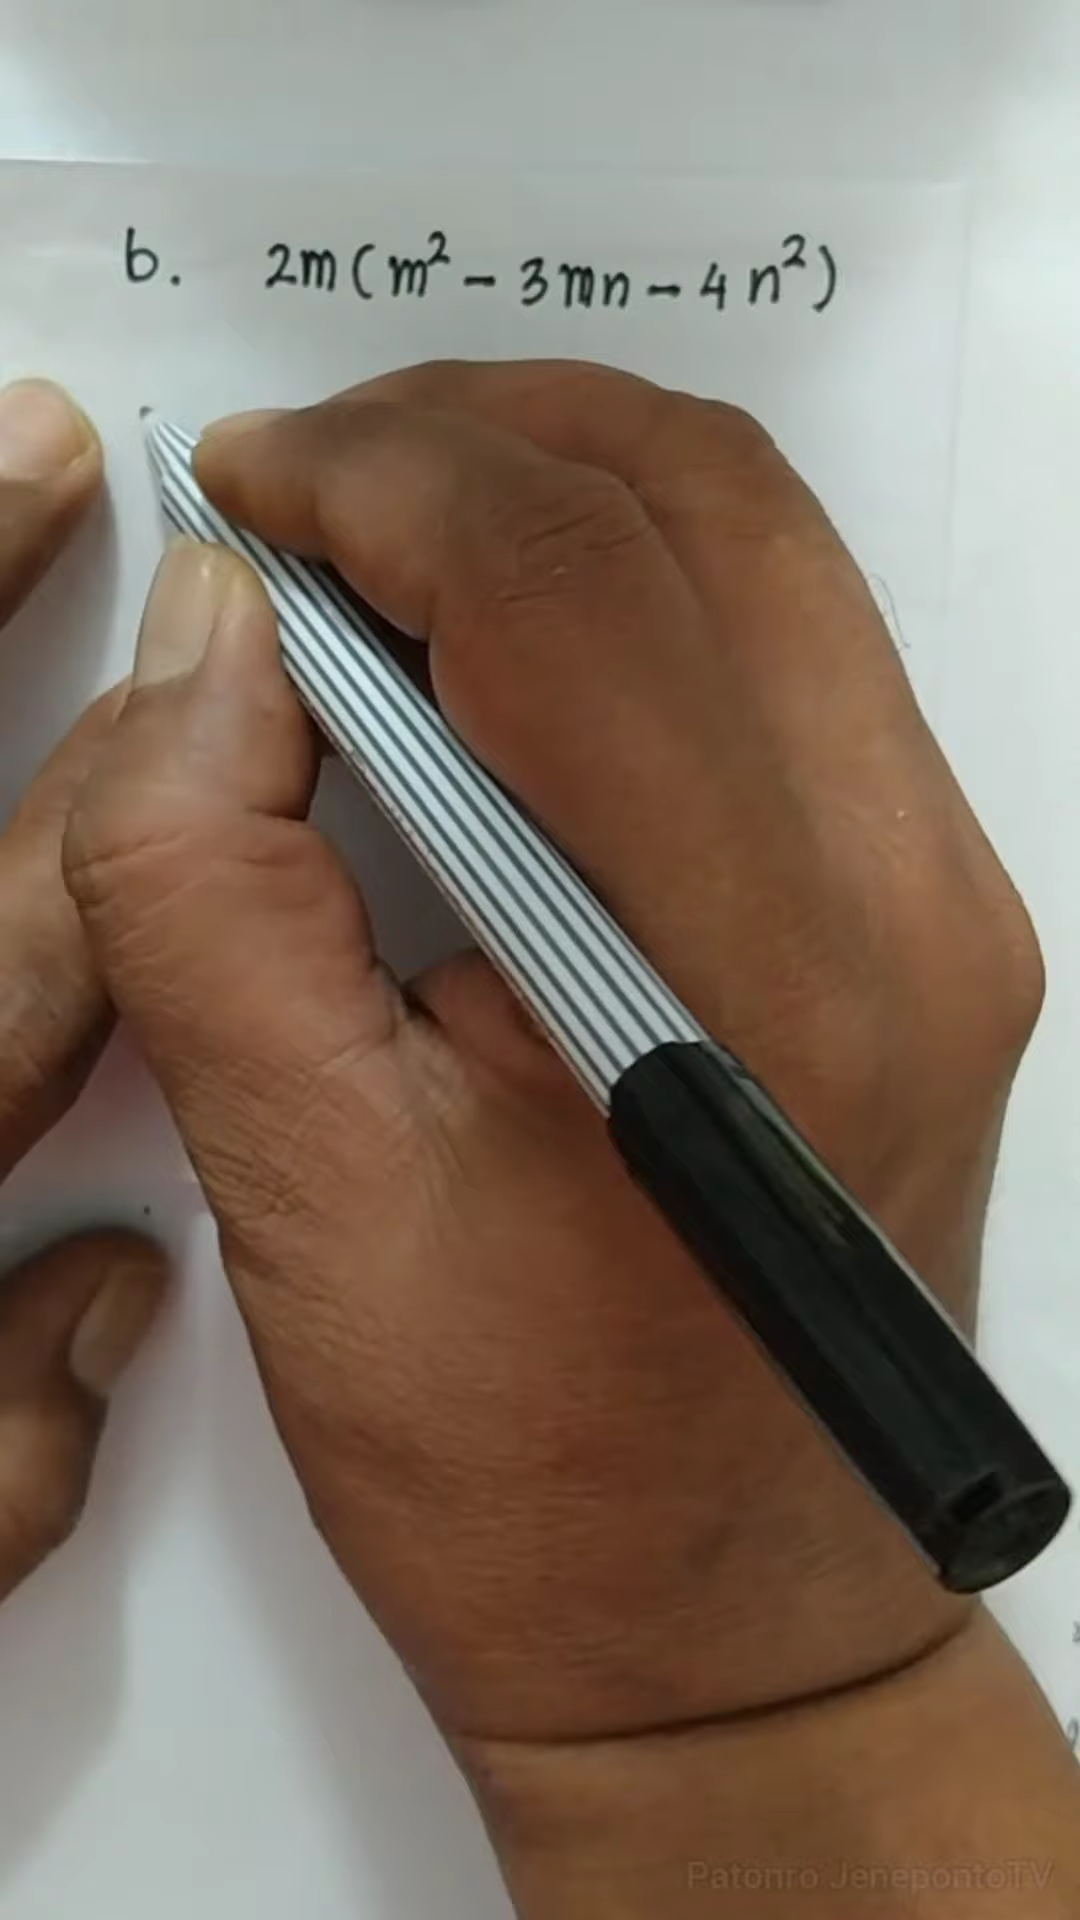 b. 2m(m² - 3mn - 4n²)
Patonro JenepontoTV